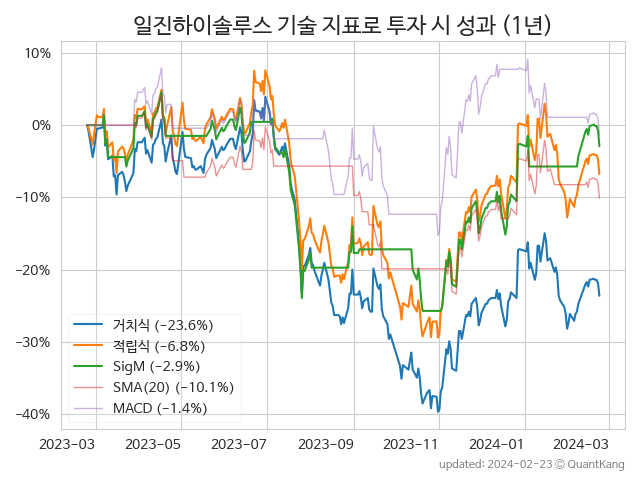 일진하이솔루스 기술 지표로 투자 시 성과 (1년)
10%
0%
−10%
−20%
−30%
−40%
거치식 (−23.6%)
적립식 (−6.8%)
SigM (−2.9%)
SMA(20) (−10.1%)
MACD (−1.4%)
2023-03
2023-05
2023-07
2023-09
2023-11
2024-01
2024-03
updated: 2024-02-23 © QuantKang